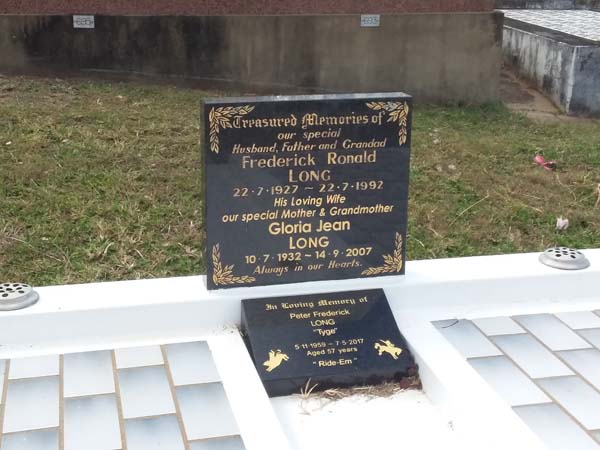 Treasured Memories of
our special
Husband, Father and Grandad
Frederick Ronald
LONG
22·7·1927 ~ 22·7·1992
His Loving Wife
our special Mother & Grandmother
Gloria Jean
LONG
10·7·1932 ~ 14·9·2007
Always in our Hearts.
In Loving Memory of
Peter Frederick
LONG
"Tyge"
5·11·1959 ~ 7·5·2017
Aged 57 years
"Ride-Em"